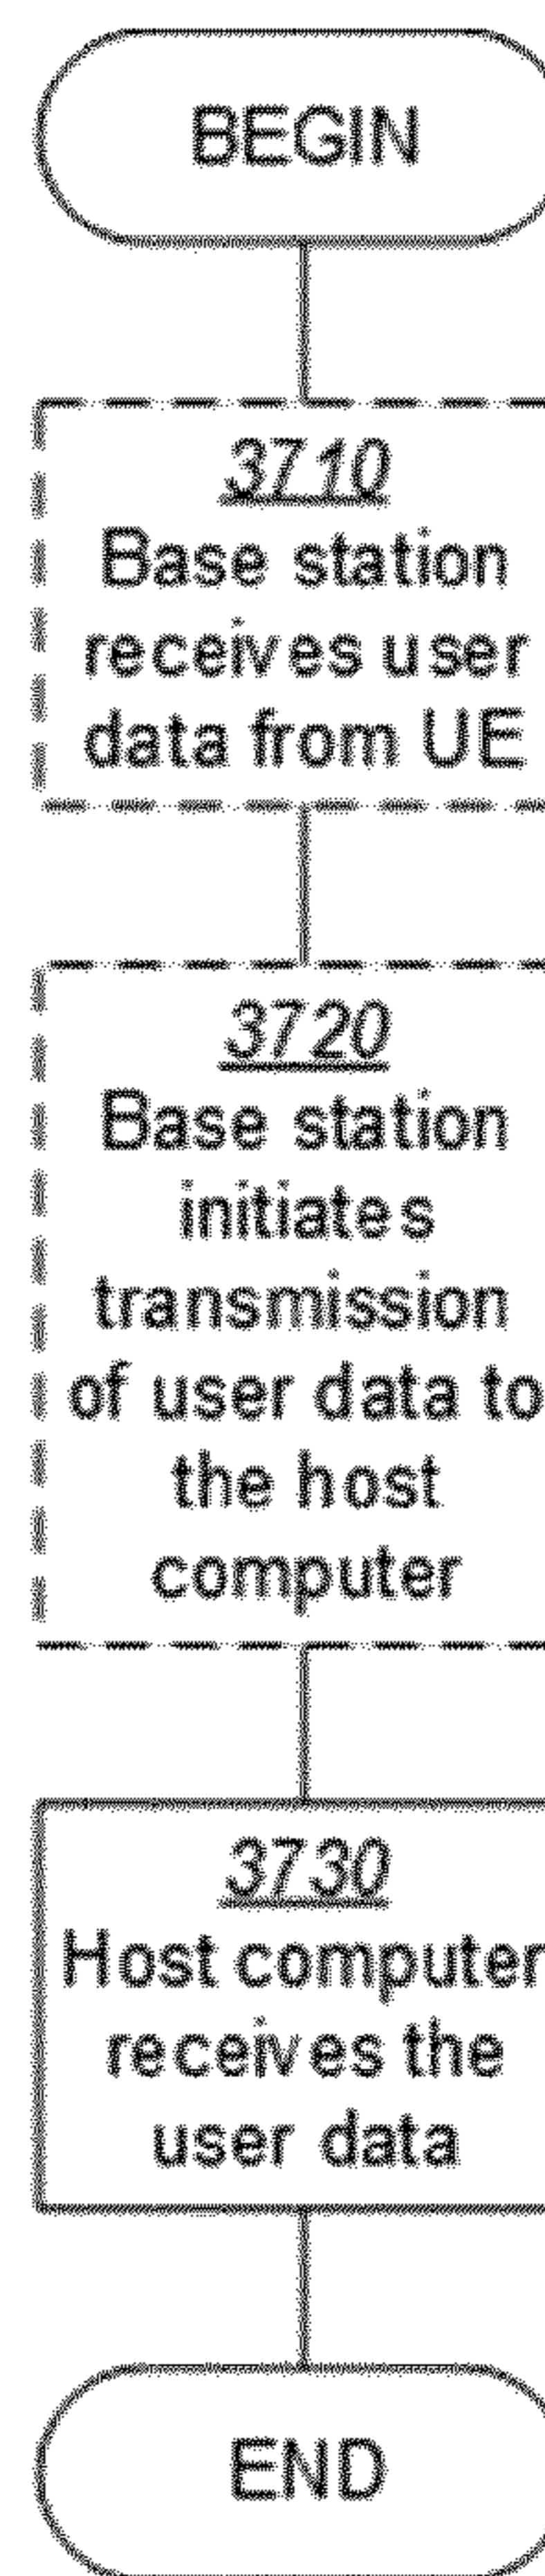 BEGIN
3710
Base station
receives user
data from UE
3720
Base station
initiates
transmission
of user data to
the host
computer
3730
Host computer
receives the
user data
END